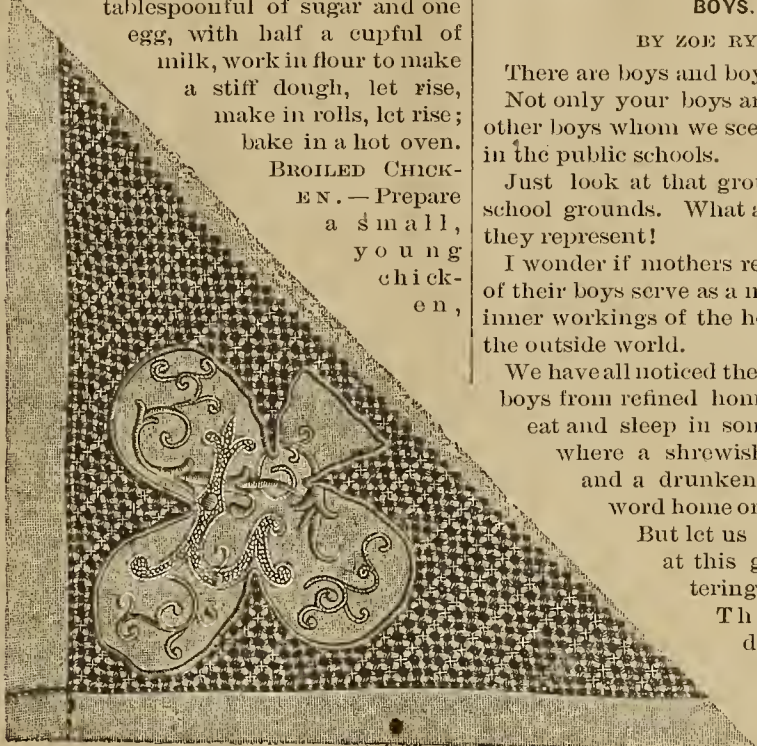 tablespoonful of sugar and one
egg, with half a cupful of
milk, work in flour to make
a stiff dough, let rise,
make in rolls, let rise;
bake in a hot oven.
BROILED CHICK-
EN.—Prepare
a small,
young
chick-
en,
BOYS.
BY ZOE RY
There are boys and boy
Not only your boys an
other boys whom we see
in the public schools.
Just look at that grou
school grounds. What a
they represent!
I wonder if mothers re
of their boys serve as a m
inner workings of the ho
the outside world.
We have all noticed the
boys from refined hom
eat and sleep in som
where a shrewish
and a drunken
word home or
But let us
at this g
tering
Th
d